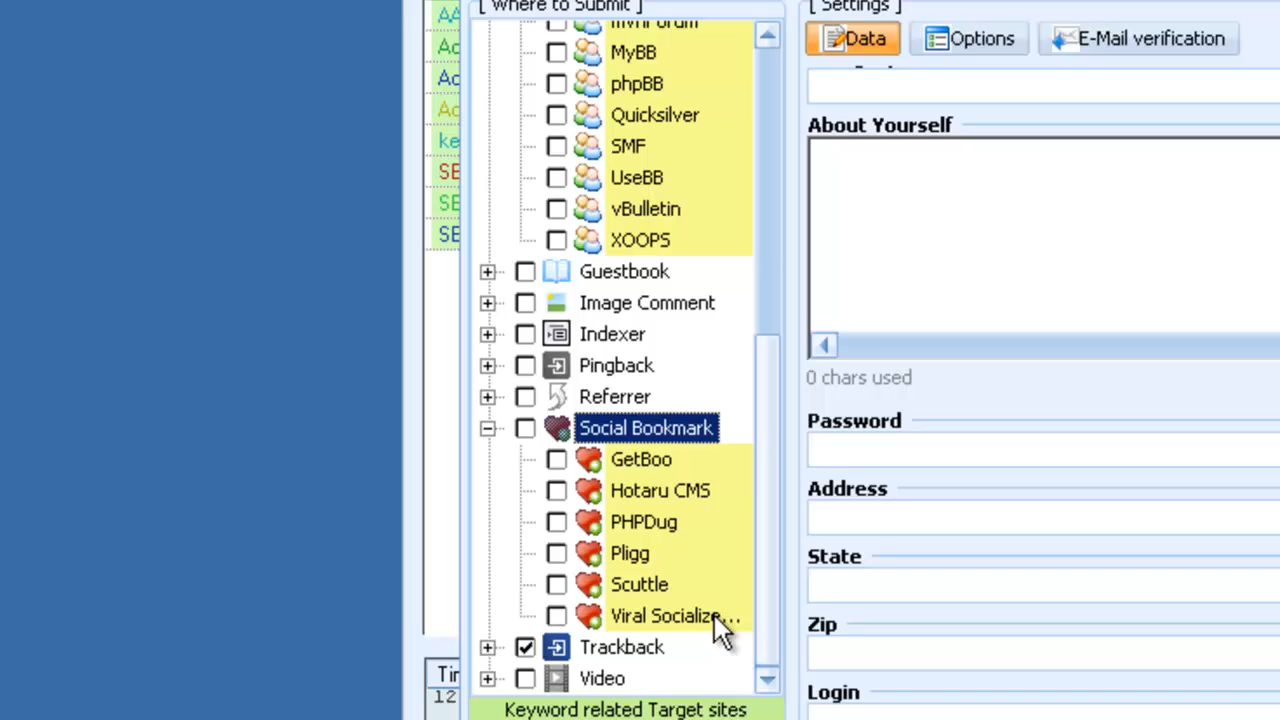 [ Where to Submit ]
[ Settings ]
Data
Options
E-Mail verification
MyBB
phpBB
Quicksilver
SMF
UseBB
vBulletin
XOOPS
Guestbook
Image Comment
Indexer
Pingback
Referrer
Social Bookmark
GetBoo
Hotaru CMS
PHPDug
Pligg
Scuttle
Viral Socialize...
Trackback
Video
Keyword related Target sites
About Yourself
0 chars used
Password
Address
State
Zip
Login
AA
Ac
Ac
Ac
ke
SE
SE
SE
12